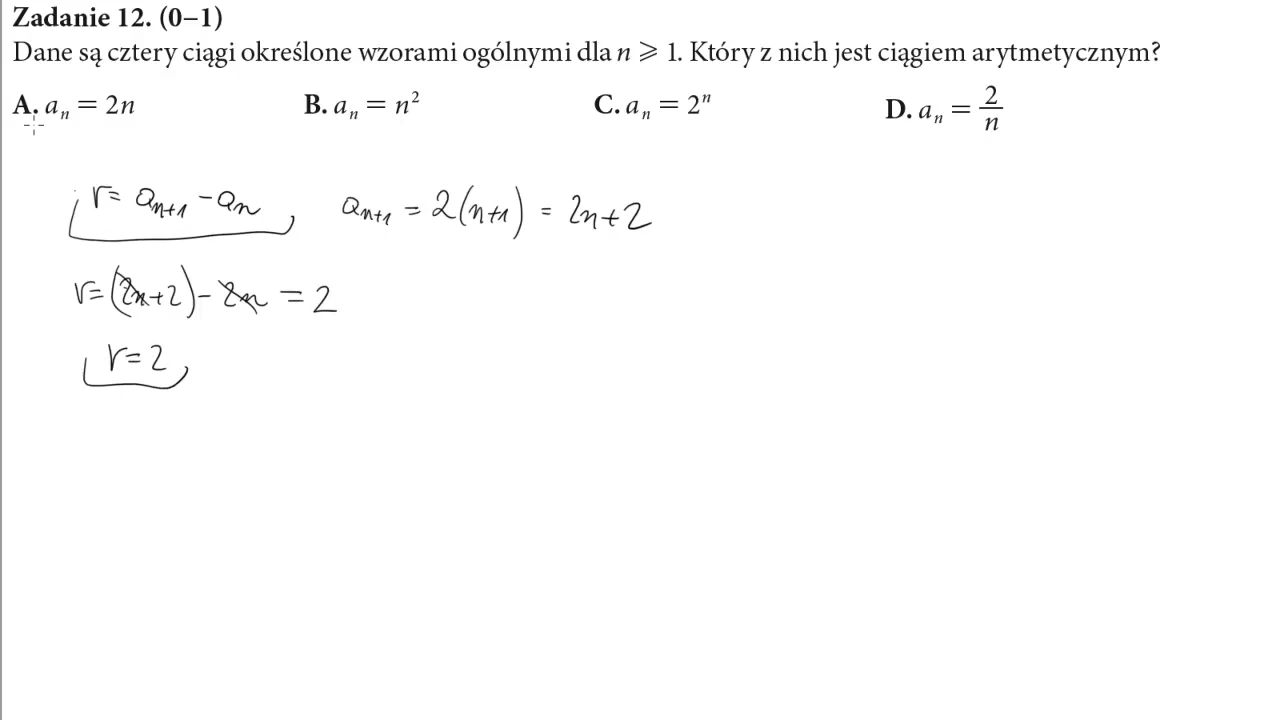 Zadanie 12. (0–1)
Dane są cztery ciągi określone wzorami ogólnymi dla n ⩾ 1. Który z nich jest ciągiem arytmetycznym?
A. aₙ = 2n B. aₙ = n² C. aₙ = 2ⁿ D. aₙ = 2/n
r = aₙ₊₁ − aₙ , aₙ₊₁ = 2(n+1) = 2n+2
r = (2n+2) − 2n = 2
r = 2